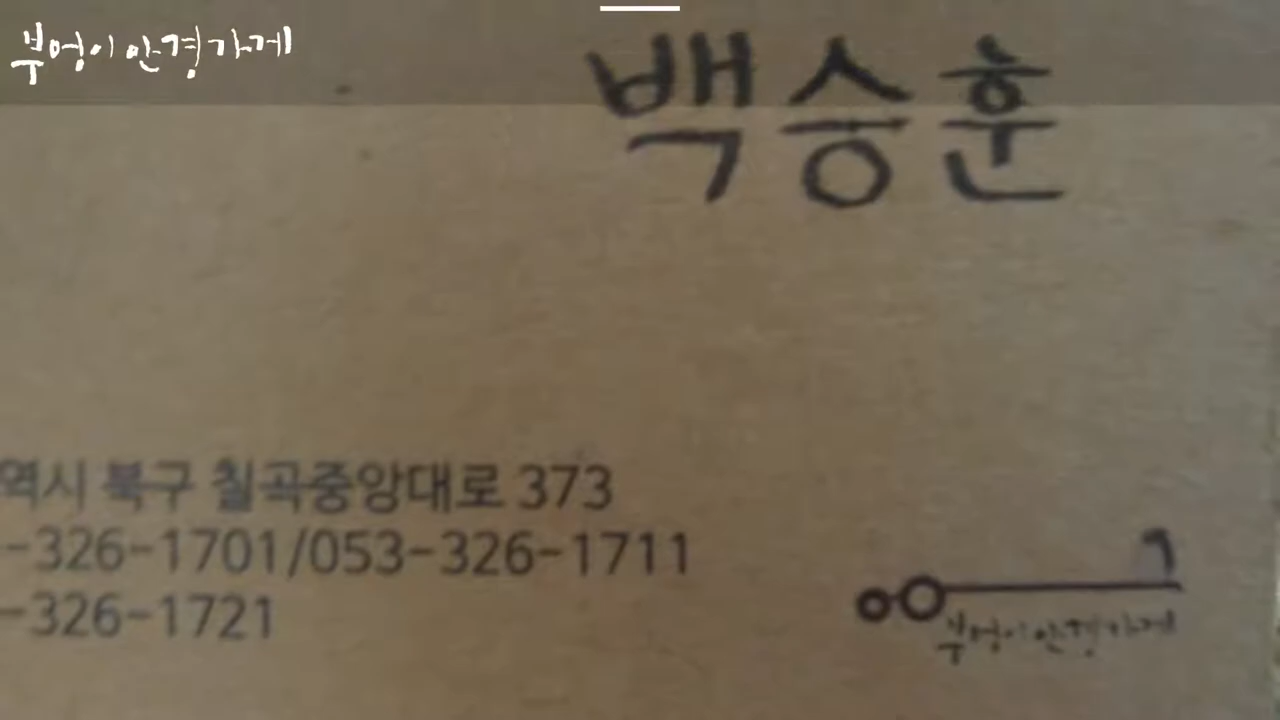 부엉이안경가게
백승훈
역시 북구 칠곡중앙대로 373
-326-1701/053-326-1711
-326-1721
부엉이안경가게